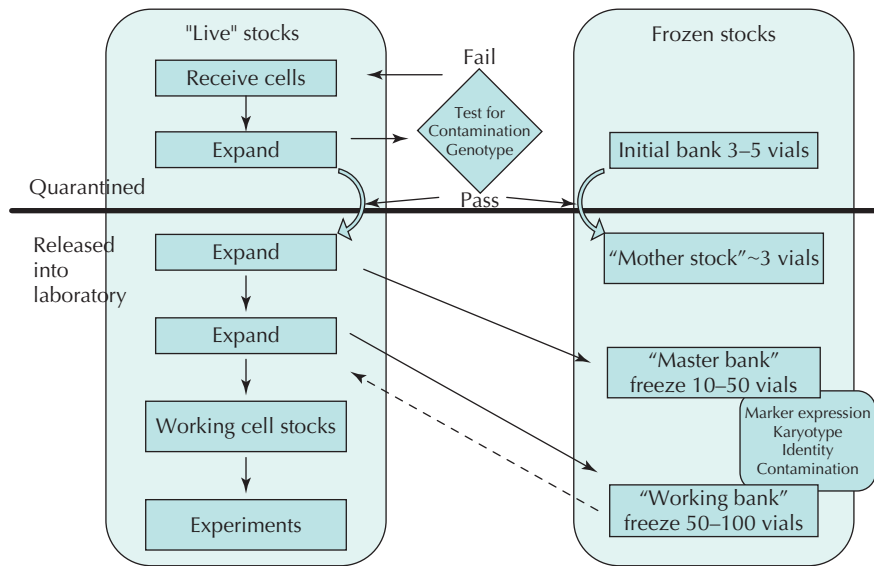 "Live" stocks
Frozen stocks
Receive cells
Fail
Test for
Contamination
Genotype
Expand
Initial bank 3–5 vials
Quarantined
Pass
Released
into
laboratory
Expand
“Mother stock”~3 vials
Expand
“Master bank”
freeze 10–50 vials
Marker expression
Karyotype
Identity
Contamination
Working cell stocks
“Working bank”
freeze 50–100 vials
Experiments